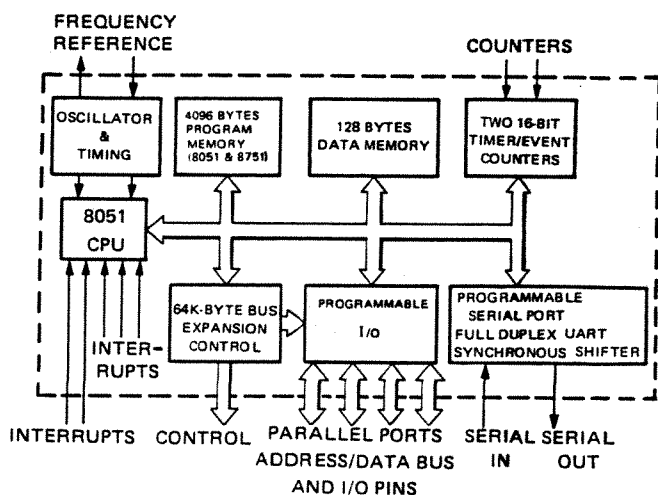 FREQUENCY
REFERENCE
COUNTERS
OSCILLATOR
&
TIMING
4096 BYTES
PROGRAM
MEMORY
(8051 & 8751)
128 BYTES
DATA MEMORY
TWO 16-BIT
TIMER/EVENT
COUNTERS
8051
CPU
64K-BYTE BUS
EXPANSION
CONTROL
PROGRAMMABLE
I/O
PROGRAMMABLE
SERIAL PORT
FULL DUPLEX UART
SYNCHRONOUS SHIFTER
INTER-
RUPTS
INTERRUPTS
CONTROL
PARALLEL PORTS
ADDRESS/DATA BUS
AND I/O PINS
SERIAL
IN
SERIAL
OUT